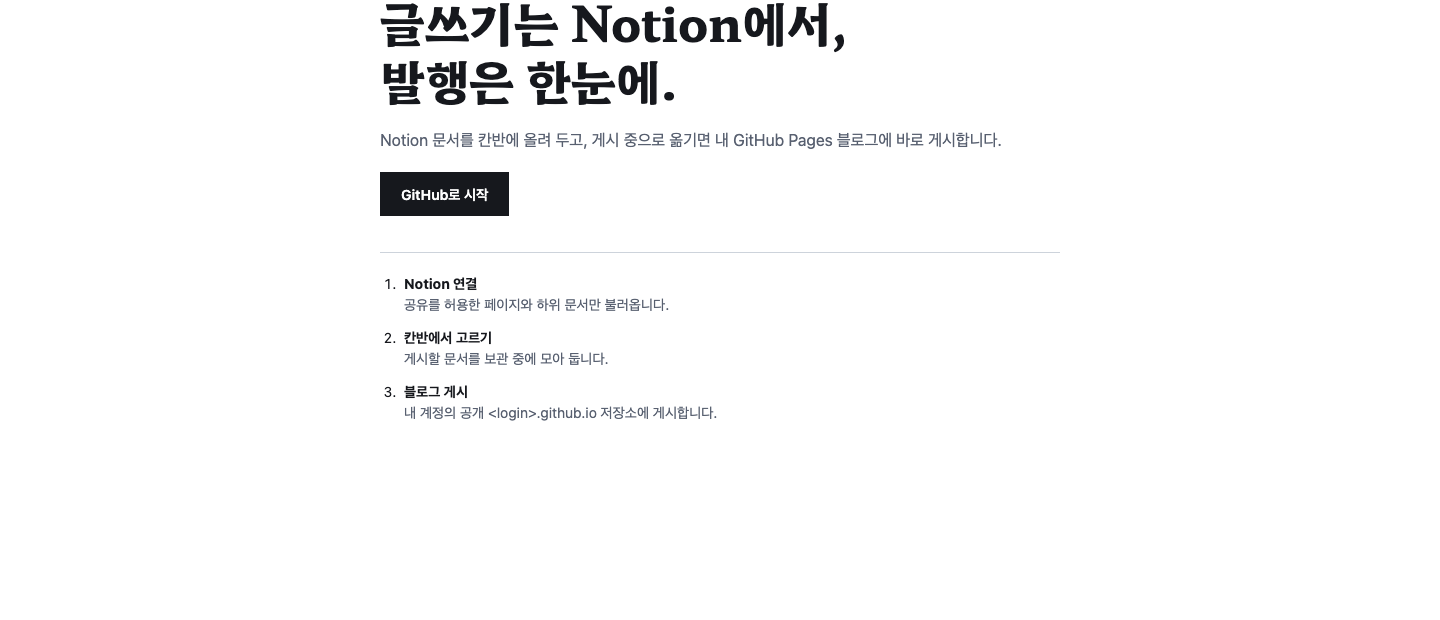 글쓰기는 Notion에서,
발행은 한눈에.
Notion 문서를 칸반에 올려 두고, 게시 중으로 옮기면 내 GitHub Pages 블로그에 바로 게시합니다.
GitHub로 시작
1. Notion 연결
공유를 허용한 페이지와 하위 문서만 불러옵니다.
2. 칸반에서 고르기
게시할 문서를 보관 중에 모아 둡니다.
3. 블로그 게시
내 계정의 공개 <login>.github.io 저장소에 게시합니다.